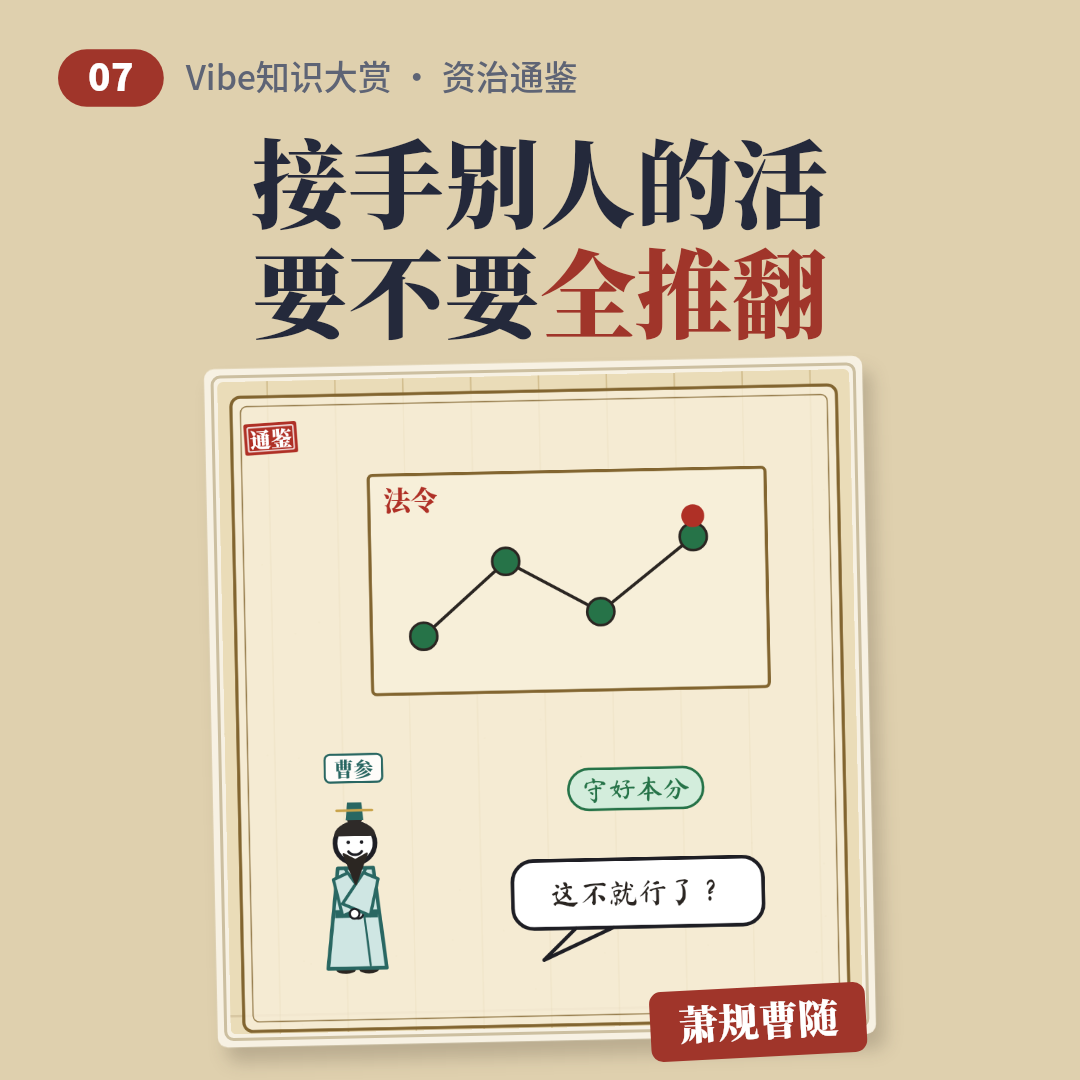 07 Vibe知识大赏 · 资治通鉴
接手别人的活
要不要全推翻
通鉴
法令
曹参
守好本分
这不就行了？
萧规曹随